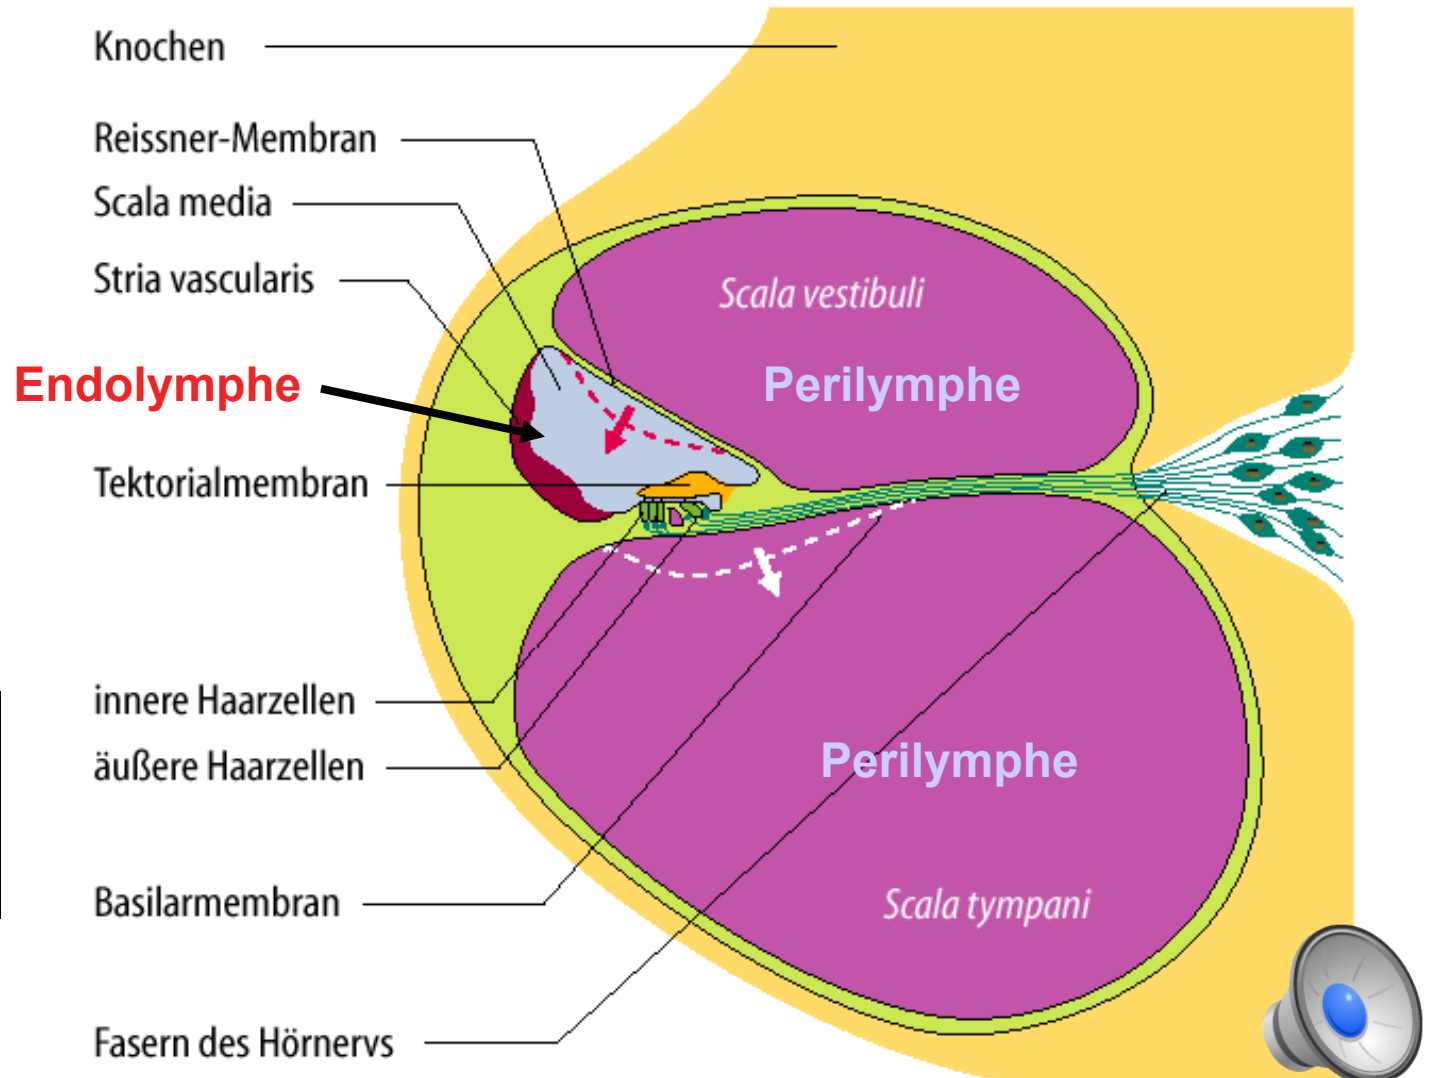 Knochen
Reissner-Membran
Scala media
Stria vascularis
Scala vestibuli
Endolymphe
Perilymphe
Tektorialmembran
innere Haarzellen
äußere Haarzellen
Perilymphe
Basilarmembran
Scala tympani
Fasern des Hörnervs